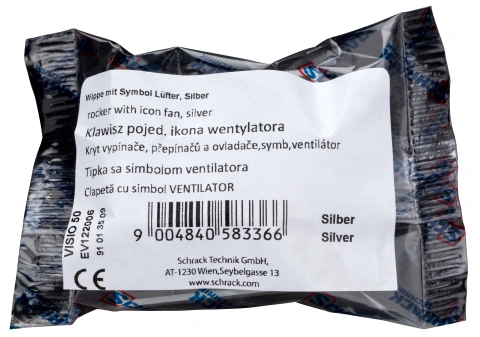 Wippe mit Symbol Lüfter, Silber
rocker with icon fan, silver
Klawisz pojed. ikona wentylatora
Kryt vypínače, přepínačů a ovladače,symb,ventilátor
Tipka sa simbolom ventilatora
Clapetă cu simbol VENTILATOR
VISIO 50
EV122006
91 01 35 09
9 004840 583366
Silber
Silver
Schrack Technik GmbH,
AT-1230 Wien,Seybelgasse 13
www.schrack.com
CE